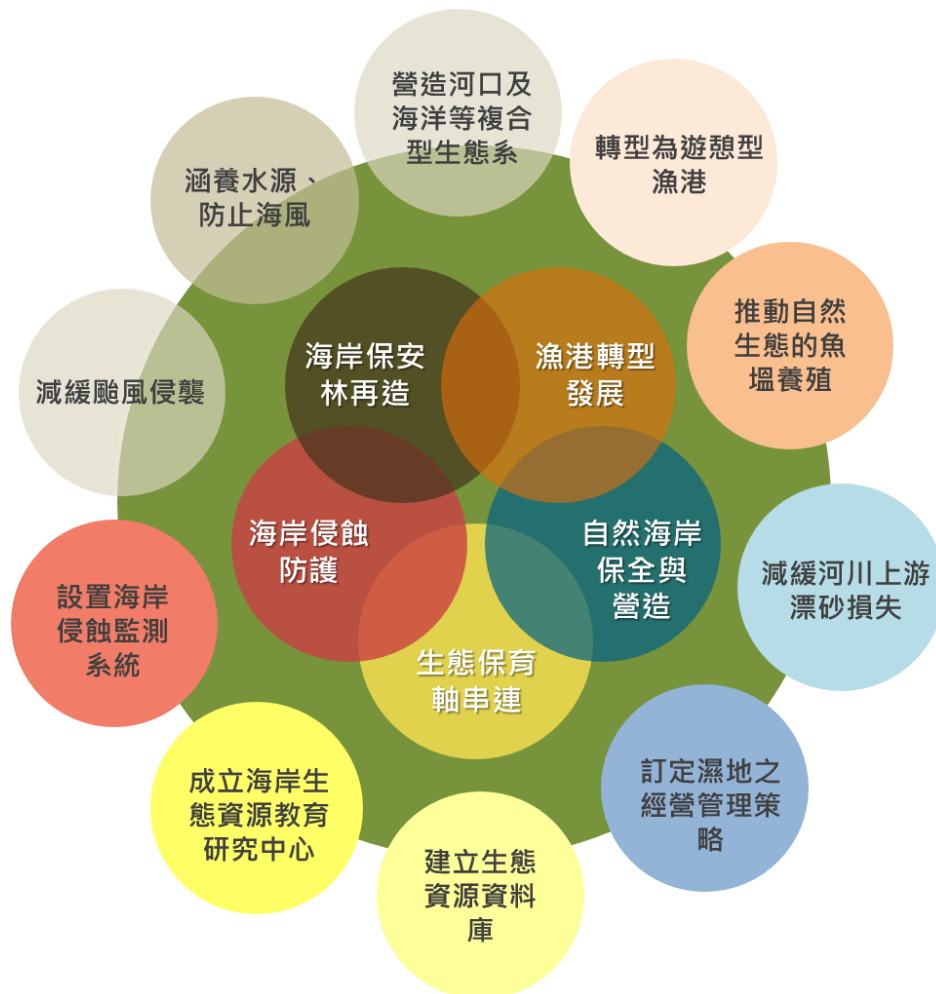 營造河口及
海洋等複合
型生態系
轉型為遊憩型
漁港
推動自然
生態的魚
塭養殖
減緩河川上游
漂砂損失
訂定濕地之
經營管理策
略
建立生態
資源資料
庫
成立海岸生
態資源教育
研究中心
設置海岸
侵蝕監測
系統
減緩颱風侵襲
涵養水源、
防止海風
海岸保安
林再造
漁港轉型
發展
自然海岸
保全與
營造
生態保育
軸串連
海岸侵蝕
防護